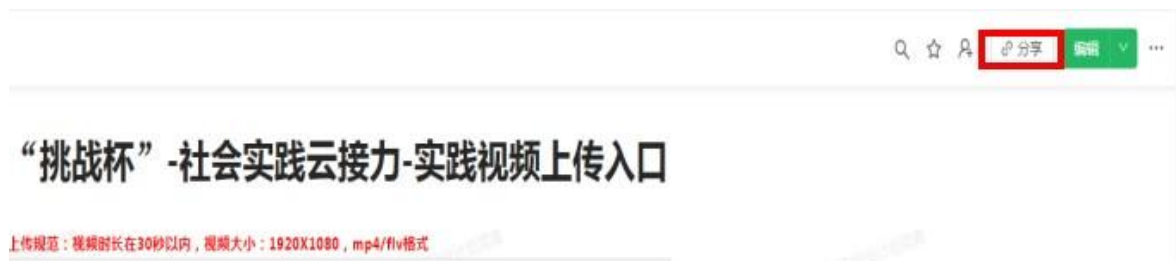 分享 编辑
“挑战杯”-社会实践云接力-实践视频上传入口
上传规范：视频时长在30秒以内，视频大小：1920X1080，mp4/flv格式